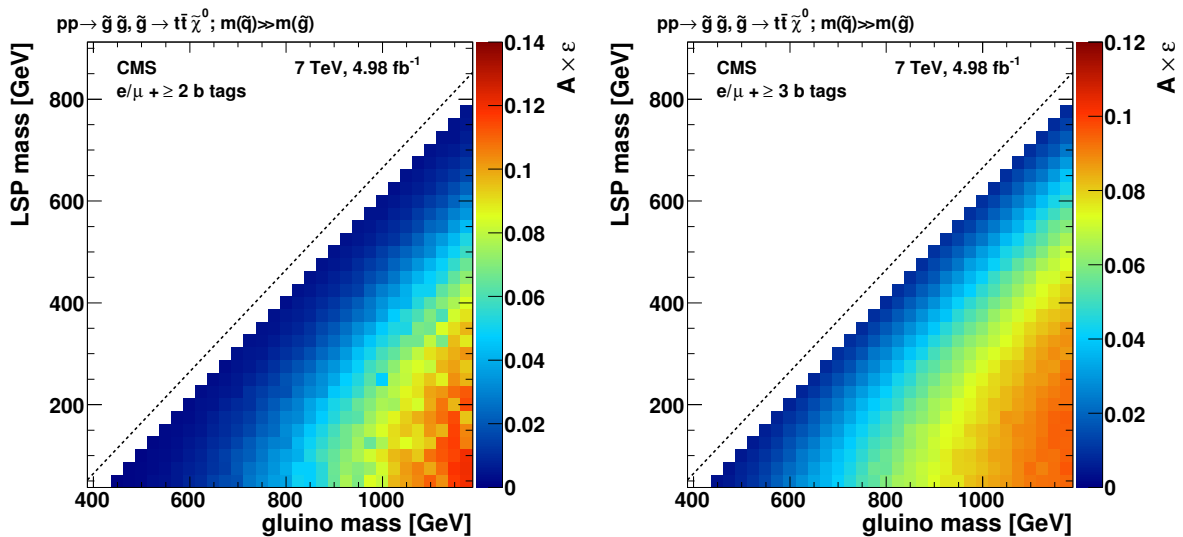 pp→ g̃ g̃, g̃ → tt̄ χ̃⁰; m(q̃)>>m(g̃)
CMS 7 TeV, 4.98 fb⁻¹
e/μ + ≥ 2 b tags
LSP mass [GeV]
800
600
400
200
400 600 800 1000
gluino mass [GeV]
A × ε
0.14
0.12
0.1
0.08
0.06
0.04
0.02
0
pp→ g̃ g̃, g̃ → tt̄ χ̃⁰; m(q̃)>>m(g̃)
CMS 7 TeV, 4.98 fb⁻¹
e/μ + ≥ 3 b tags
LSP mass [GeV]
800
600
400
200
400 600 800 1000
gluino mass [GeV]
A × ε
0.12
0.1
0.08
0.06
0.04
0.02
0